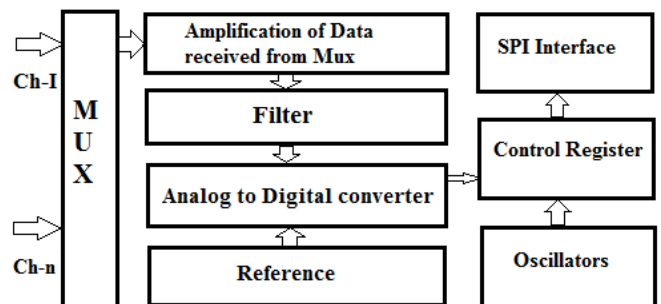 Ch-I
Ch-n
M
U
X
Amplification of Data
received from Mux
Filter
Analog to Digital converter
Reference
SPI Interface
Control Register
Oscillators